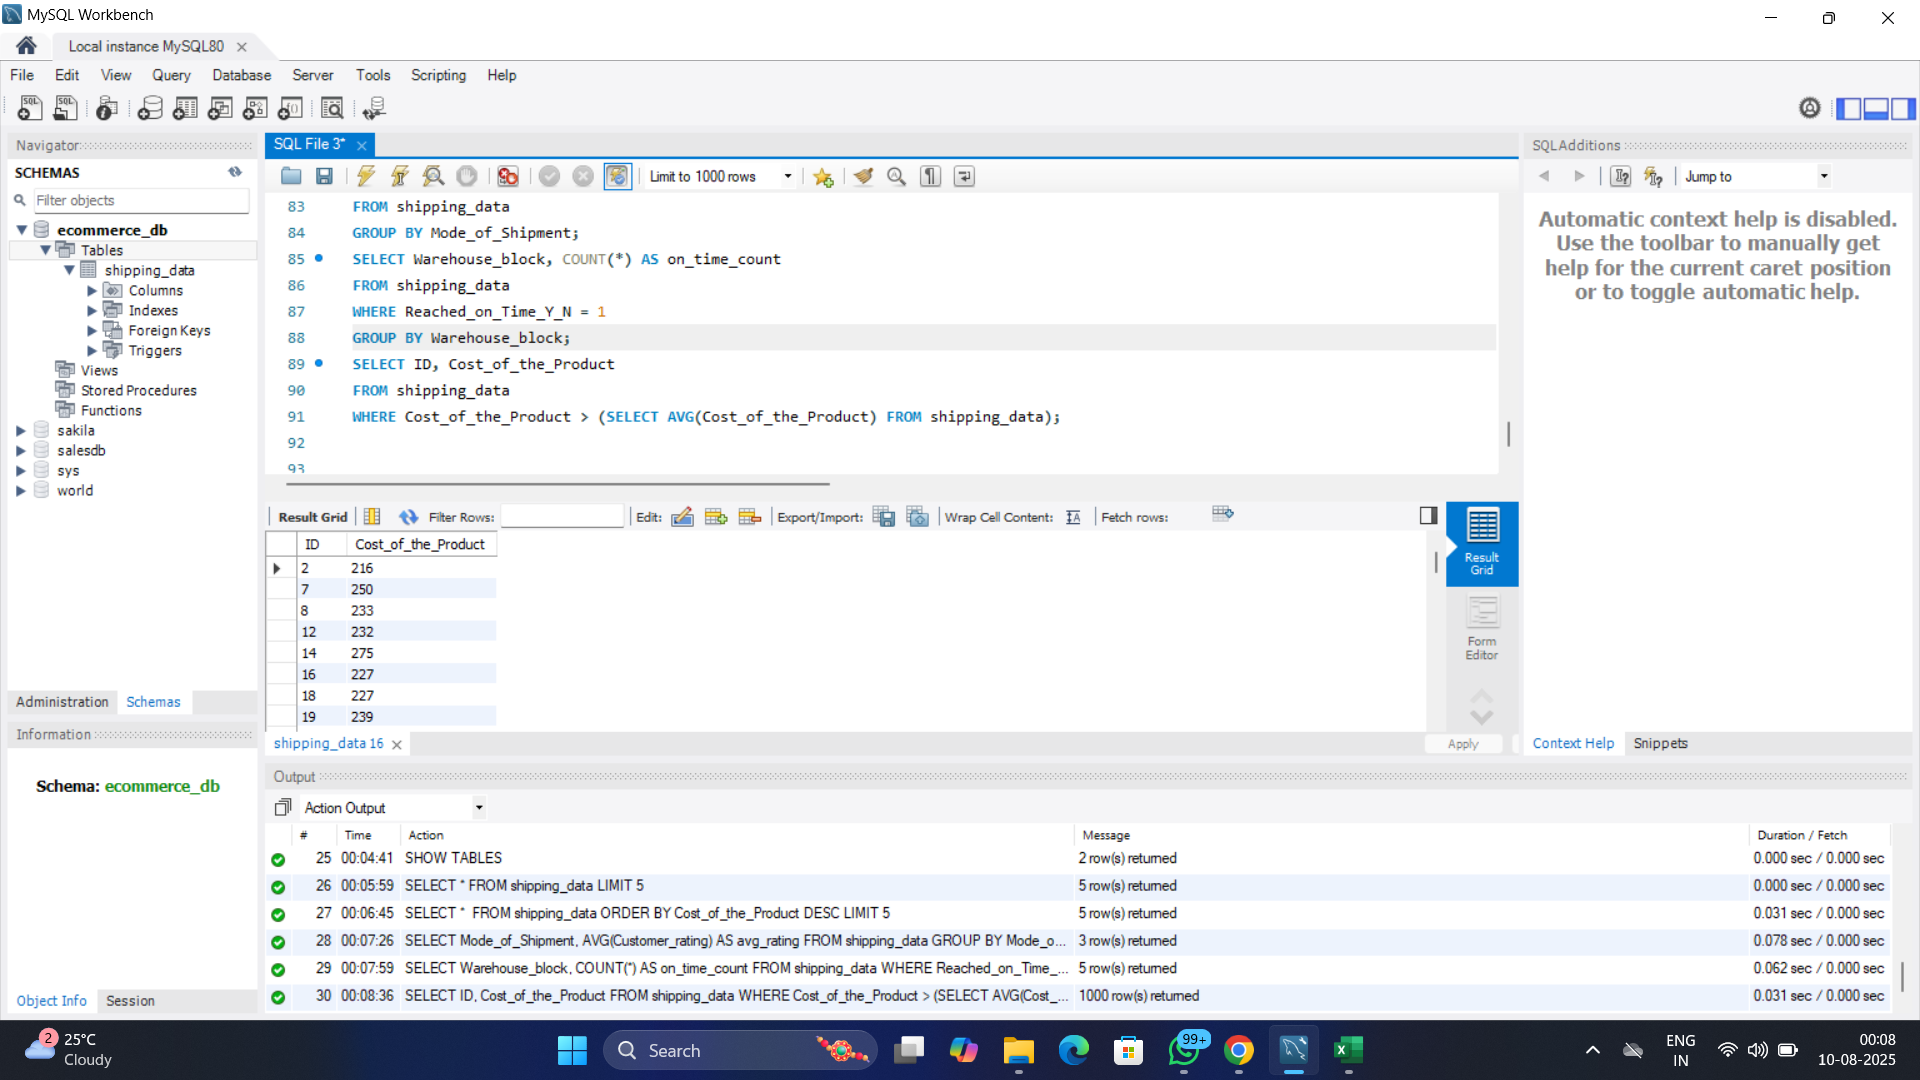 MySQL Workbench
Local instance MySQL80
File Edit View Query Database Server Tools Scripting Help
Navigator
SCHEMAS
Filter objects
ecommerce_db
Tables
shipping_data
Columns
Indexes
Foreign Keys
Triggers
Views
Stored Procedures
Functions
sakila
salesdb
sys
world
Administration Schemas
Information
Schema: ecommerce_db
Object Info Session
SQL File 3*
Limit to 1000 rows
83 FROM shipping_data
84 GROUP BY Mode_of_Shipment;
85 SELECT Warehouse_block, COUNT(*) AS on_time_count
86 FROM shipping_data
87 WHERE Reached_on_Time_Y_N = 1
88 GROUP BY Warehouse_block;
89 SELECT ID, Cost_of_the_Product
90 FROM shipping_data
91 WHERE Cost_of_the_Product > (SELECT AVG(Cost_of_the_Product) FROM shipping_data);
92
93
Result Grid Filter Rows: Edit: Export/Import: Wrap Cell Content: Fetch rows:
ID Cost_of_the_Product
2 216
7 250
8 233
12 232
14 275
16 227
18 227
19 239
Result Grid
Form Editor
shipping_data 16
Apply
SQLAdditions
Jump to
Automatic context help is disabled.
Use the toolbar to manually get
help for the current caret position
or to toggle automatic help.
Context Help Snippets
Output
Action Output
# Time Action Message Duration / Fetch
25 00:04:41 SHOW TABLES 2 row(s) returned 0.000 sec / 0.000 sec
26 00:05:59 SELECT * FROM shipping_data LIMIT 5 5 row(s) returned 0.000 sec / 0.000 sec
27 00:06:45 SELECT * FROM shipping_data ORDER BY Cost_of_the_Product DESC LIMIT 5 5 row(s) returned 0.031 sec / 0.000 sec
28 00:07:26 SELECT Mode_of_Shipment, AVG(Customer_rating) AS avg_rating FROM shipping_data GROUP BY Mode_o... 3 row(s) returned 0.078 sec / 0.000 sec
29 00:07:59 SELECT Warehouse_block, COUNT(*) AS on_time_count FROM shipping_data WHERE Reached_on_Time_... 5 row(s) returned 0.062 sec / 0.000 sec
30 00:08:36 SELECT ID, Cost_of_the_Product FROM shipping_data WHERE Cost_of_the_Product > (SELECT AVG(Cost_... 1000 row(s) returned 0.031 sec / 0.000 sec
2
25°C
Cloudy
Search
99+
ENG
IN
00:08
10-08-2025